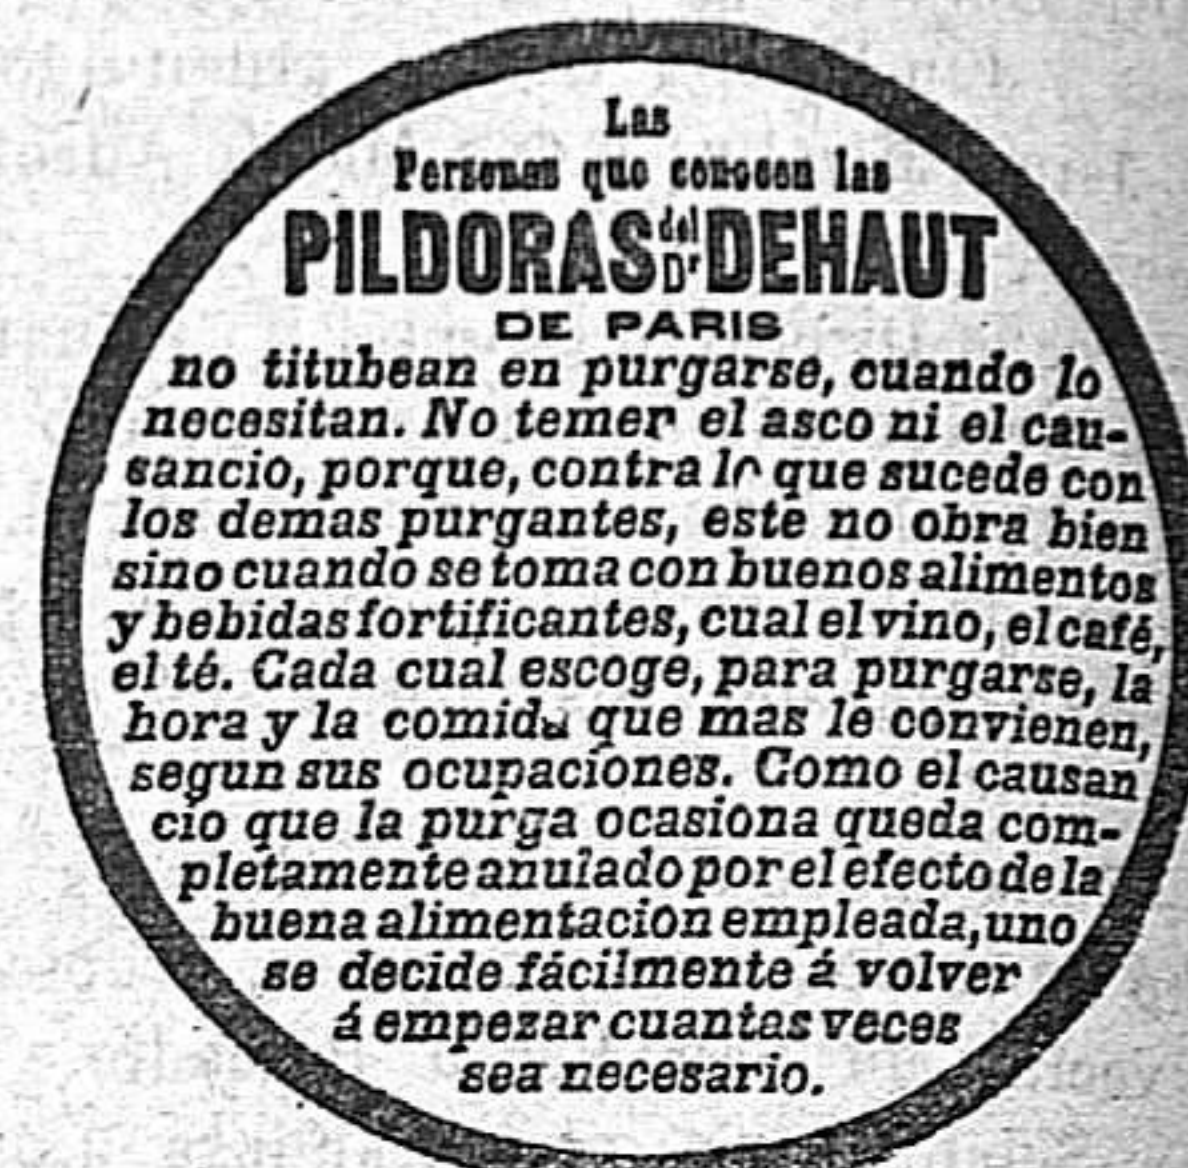 Las
Personas que conocen las
PILDORAS del Dr DEHAUT
DE PARIS
no titubean en purgarse, cuando lo
necesitan. No temer el asco ni el cau-
sancio, porque, contra lo que sucede con
los demas purgantes, este no obra bien
sino cuando se toma con buenos alimentos
y bebidas fortificantes, cual el vino, el café,
el té. Cada cual escoge, para purgarse, la
hora y la comida que mas le convienen,
segun sus ocupaciones. Como el causan
cio que la purga ocasiona queda com-
pletamente anulado por el efecto de la
buena alimentacion empleada, uno
se decide fácilmente á volver
á empezar cuantas veces
sea necesario.